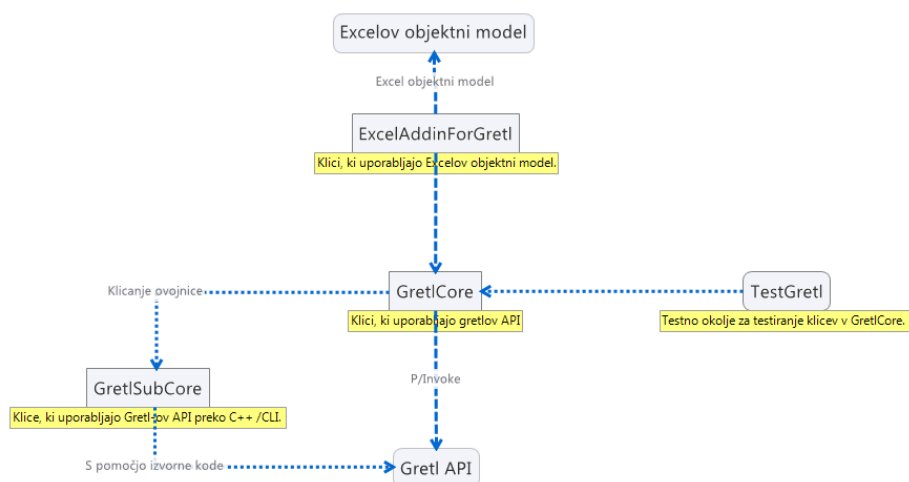 Excelov objektni model
Excel objektni model
ExcelAddinForGretl
Klici, ki uporabljajo Excelov objektni model.
Klicanje ovojnice
GretlCore
TestGretl
Klici, ki uporabljajo gretlov API
Testno okolje za testiranje klicev v GretlCore.
P/Invoke
GretlSubCore
Klice, ki uporabljajo Gretl-ov API preko C++ /CLI.
S pomočjo izvorne kode
Gretl API